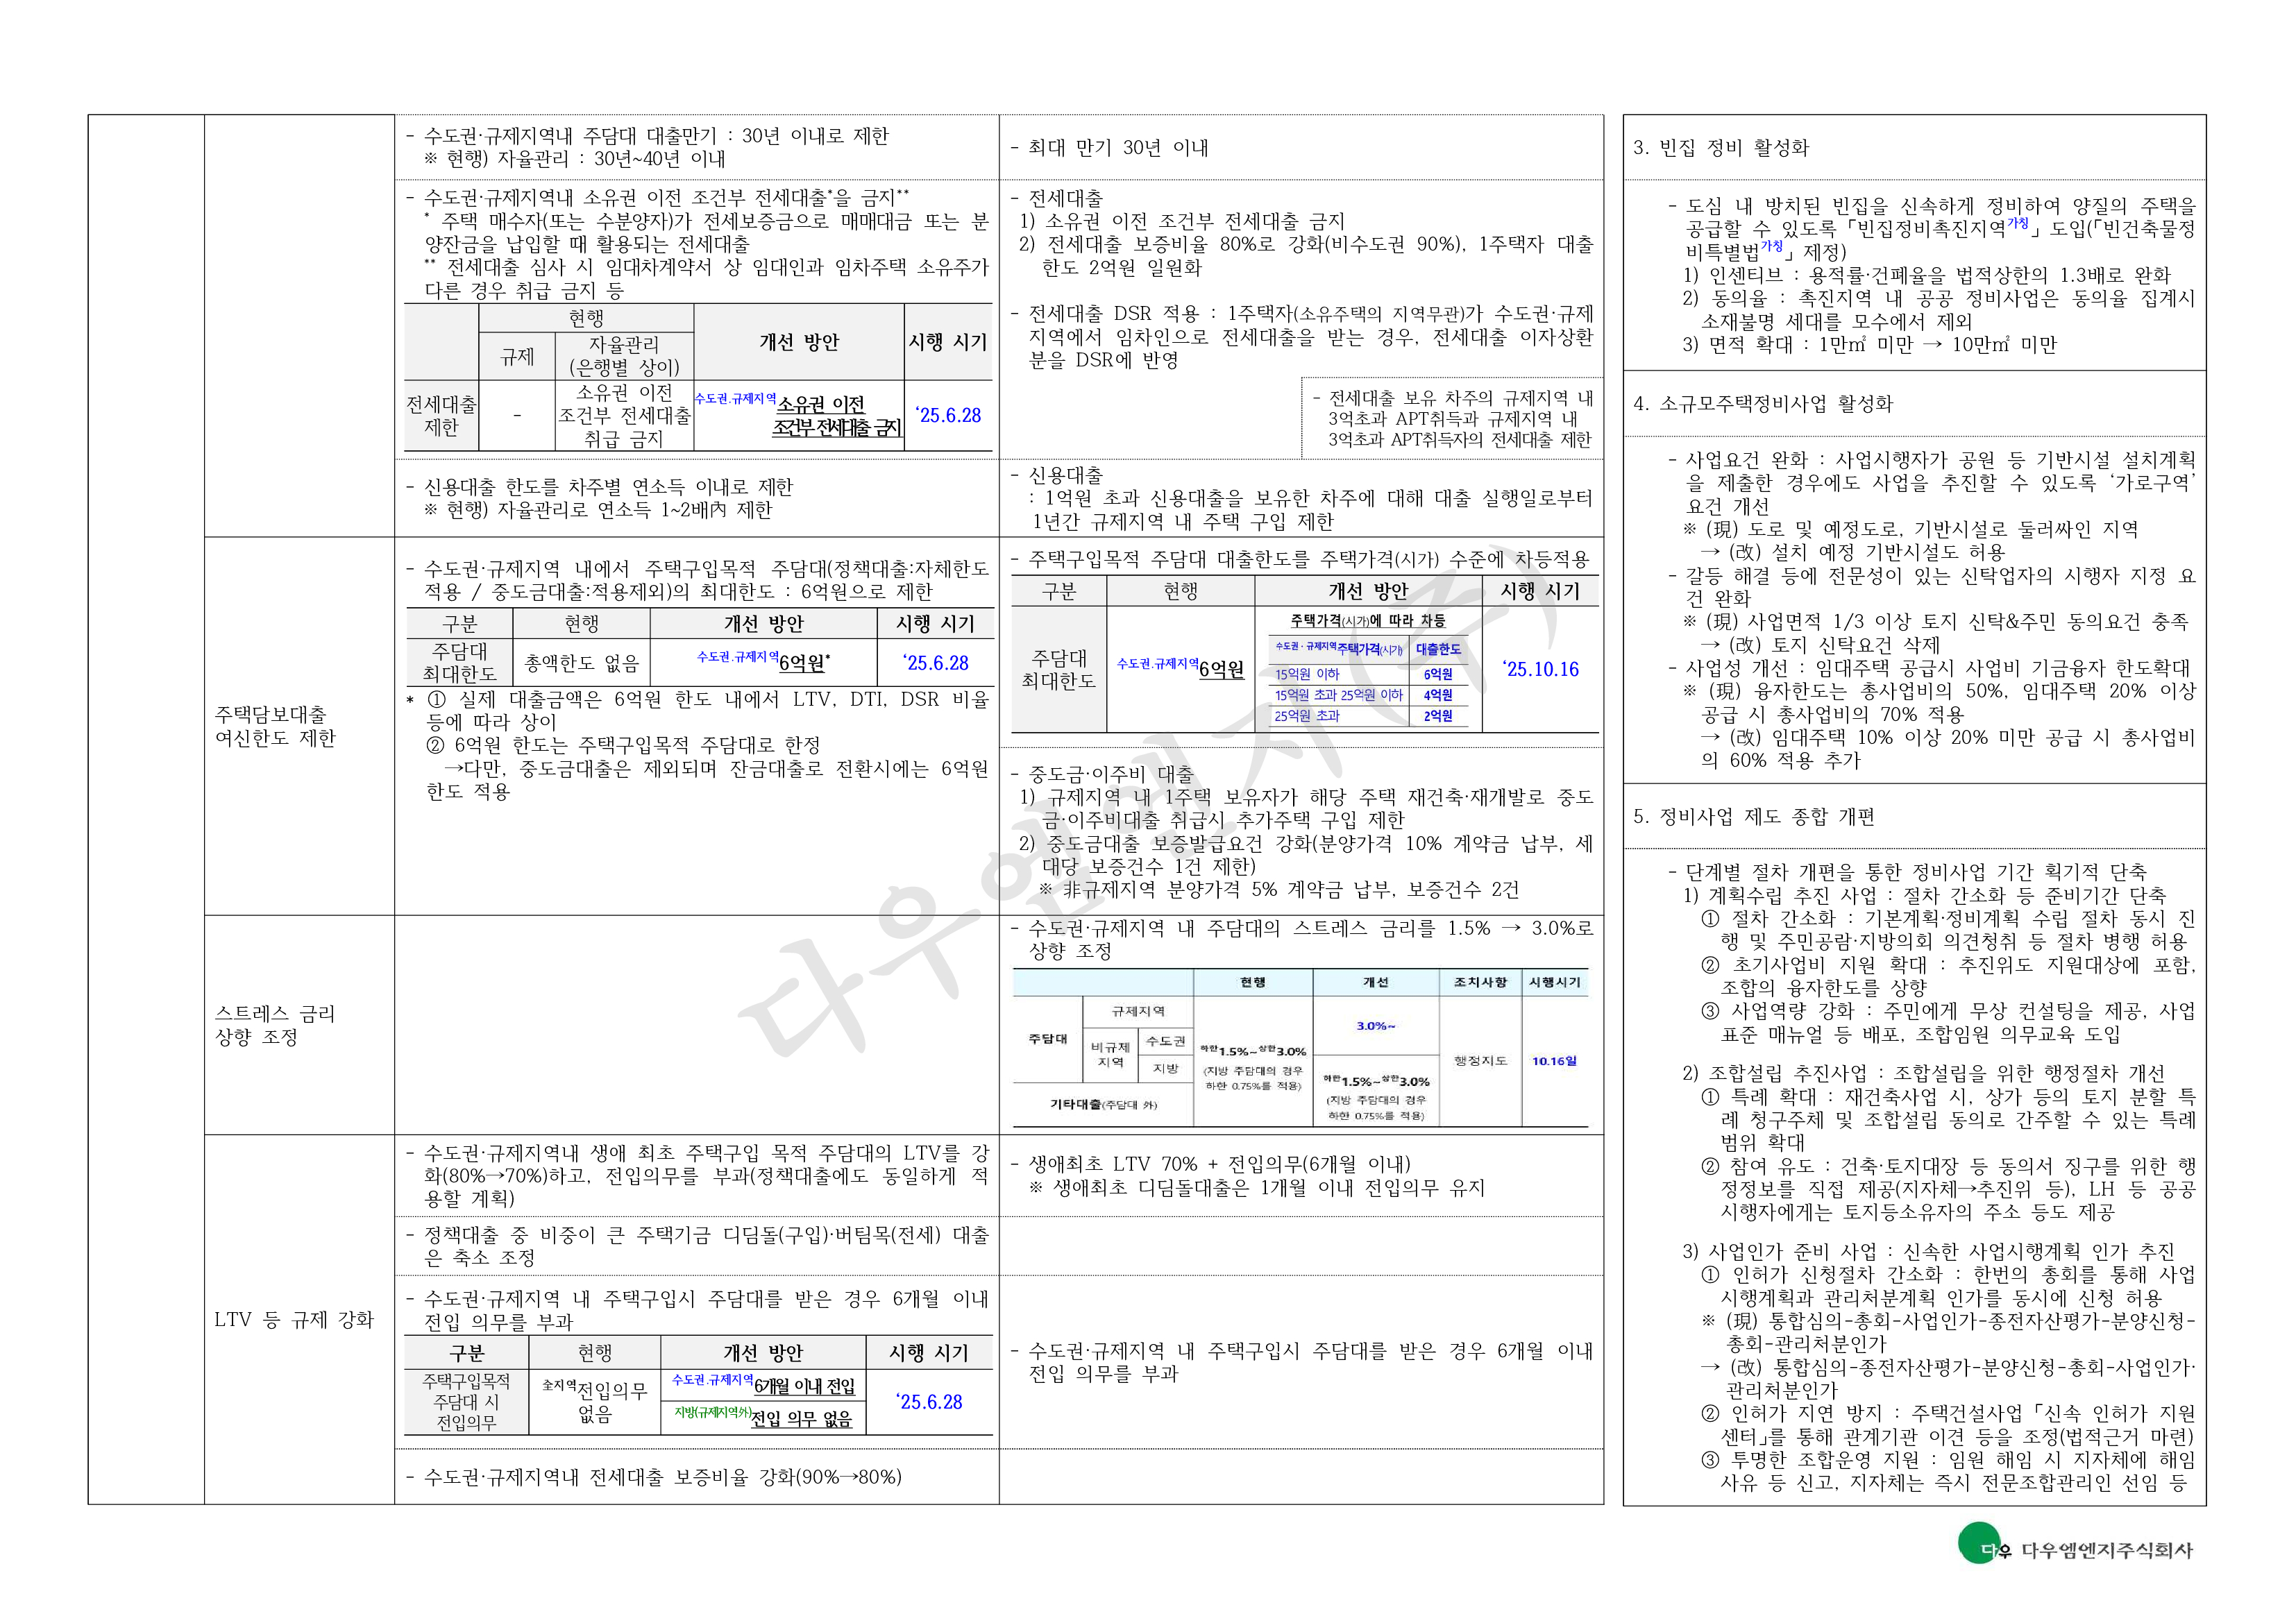 - 수도권·규제지역내 주담대 대출만기 : 30년 이내로 제한
※ 현행) 자율관리 : 30년~40년 이내
- 최대 만기 30년 이내
- 수도권·규제지역내 소유권 이전 조건부 전세대출*을 금지**
* 주택 매수자(또는 수분양자)가 전세보증금으로 매매대금 또는 분
양잔금을 납입할 때 활용되는 전세대출
** 전세대출 심사 시 임대차계약서 상 임대인과 임차주택 소유주가
다른 경우 취급 금지 등
현행
개선 방안
시행 시기
규제
자율관리
(은행별 상이)
전세대출
제한
-
소유권 이전
조건부 전세대출
취급 금지
수도권.규제지역소유권 이전
조건부 전세대출 금지
‘25.6.28
- 전세대출
1) 소유권 이전 조건부 전세대출 금지
2) 전세대출 보증비율 80%로 강화(비수도권 90%), 1주택자 대출
한도 2억원 일원화
- 전세대출 DSR 적용 : 1주택자(소유주택의 지역무관)가 수도권·규제
지역에서 임차인으로 전세대출을 받는 경우, 전세대출 이자상환
분을 DSR에 반영
- 전세대출 보유 차주의 규제지역 내
3억초과 APT취득과 규제지역 내
3억초과 APT취득자의 전세대출 제한
- 신용대출 한도를 차주별 연소득 이내로 제한
※ 현행) 자율관리로 연소득 1~2배內 제한
- 신용대출
: 1억원 초과 신용대출을 보유한 차주에 대해 대출 실행일로부터
1년간 규제지역 내 주택 구입 제한
주택담보대출
여신한도 제한
- 수도권·규제지역 내에서 주택구입목적 주담대(정책대출:자체한도
적용 / 중도금대출:적용제외)의 최대한도 : 6억원으로 제한
구분
현행
개선 방안
시행 시기
주담대
최대한도
총액한도 없음
수도권.규제지역6억원*
‘25.6.28
* ① 실제 대출금액은 6억원 한도 내에서 LTV, DTI, DSR 비율
등에 따라 상이
② 6억원 한도는 주택구입목적 주담대로 한정
→다만, 중도금대출은 제외되며 잔금대출로 전환시에는 6억원
한도 적용
- 주택구입목적 주담대 대출한도를 주택가격(시가) 수준에 차등적용
구분
현행
개선 방안
시행 시기
주담대
최대한도
수도권.규제지역6억원
주택가격(시가)에 따라 차등
수도권·규제지역주택가격(시가)
대출한도
15억원 이하
6억원
15억원 초과 25억원 이하
4억원
25억원 초과
2억원
‘25.10.16
- 중도금·이주비 대출
1) 규제지역 내 1주택 보유자가 해당 주택 재건축·재개발로 중도
금·이주비대출 취급시 추가주택 구입 제한
2) 중도금대출 보증발급요건 강화(분양가격 10% 계약금 납부, 세
대당 보증건수 1건 제한)
※ 非규제지역 분양가격 5% 계약금 납부, 보증건수 2건
스트레스 금리
상향 조정
- 수도권·규제지역 내 주담대의 스트레스 금리를 1.5% → 3.0%로
상향 조정
현행
개선
조치사항
시행시기
주담대
규제지역
비규제
지역
수도권
지방
기타대출(주담대 外)
하한1.5%~상한3.0%
(지방 주담대의 경우
하한 0.75%를 적용)
3.0%~
하한1.5%~상한3.0%
(지방 주담대의 경우
하한 0.75%를 적용)
행정지도
10.16일
LTV 등 규제 강화
- 수도권·규제지역내 생애 최초 주택구입 목적 주담대의 LTV를 강
화(80%→70%)하고, 전입의무를 부과(정책대출에도 동일하게 적
용할 계획)
- 생애최초 LTV 70% + 전입의무(6개월 이내)
※ 생애최초 디딤돌대출은 1개월 이내 전입의무 유지
- 정책대출 중 비중이 큰 주택기금 디딤돌(구입)·버팀목(전세) 대출
은 축소 조정
- 수도권·규제지역 내 주택구입시 주담대를 받은 경우 6개월 이내
전입 의무를 부과
구분
현행
개선 방안
시행 시기
주택구입목적
주담대 시
전입의무
全지역전입의무
없음
수도권.규제지역6개월 이내 전입
지방(규제지역外)전입 의무 없음
‘25.6.28
- 수도권·규제지역 내 주택구입시 주담대를 받은 경우 6개월 이내
전입 의무를 부과
- 수도권·규제지역내 전세대출 보증비율 강화(90%→80%)
3. 빈집 정비 활성화
- 도심 내 방치된 빈집을 신속하게 정비하여 양질의 주택을
공급할 수 있도록 「빈집정비촉진지역가칭」 도입(「빈건축물정
비특별법가칭」 제정)
1) 인센티브 : 용적률·건폐율을 법적상한의 1.3배로 완화
2) 동의율 : 촉진지역 내 공공 정비사업은 동의율 집계시
소재불명 세대를 모수에서 제외
3) 면적 확대 : 1만㎡ 미만 → 10만㎡ 미만
4. 소규모주택정비사업 활성화
- 사업요건 완화 : 사업시행자가 공원 등 기반시설 설치계획
을 제출한 경우에도 사업을 추진할 수 있도록 ‘가로구역’
요건 개선
※ (現) 도로 및 예정도로, 기반시설로 둘러싸인 지역
→ (改) 설치 예정 기반시설도 허용
- 갈등 해결 등에 전문성이 있는 신탁업자의 시행자 지정 요
건 완화
※ (現) 사업면적 1/3 이상 토지 신탁&주민 동의요건 충족
→ (改) 토지 신탁요건 삭제
- 사업성 개선 : 임대주택 공급시 사업비 기금융자 한도확대
※ (現) 융자한도는 총사업비의 50%, 임대주택 20% 이상
공급 시 총사업비의 70% 적용
→ (改) 임대주택 10% 이상 20% 미만 공급 시 총사업비
의 60% 적용 추가
5. 정비사업 제도 종합 개편
- 단계별 절차 개편을 통한 정비사업 기간 획기적 단축
1) 계획수립 추진 사업 : 절차 간소화 등 준비기간 단축
① 절차 간소화 : 기본계획·정비계획 수립 절차 동시 진
행 및 주민공람·지방의회 의견청취 등 절차 병행 허용
② 초기사업비 지원 확대 : 추진위도 지원대상에 포함,
조합의 융자한도를 상향
③ 사업역량 강화 : 주민에게 무상 컨설팅을 제공, 사업
표준 매뉴얼 등 배포, 조합임원 의무교육 도입
2) 조합설립 추진사업 : 조합설립을 위한 행정절차 개선
① 특례 확대 : 재건축사업 시, 상가 등의 토지 분할 특
례 청구주체 및 조합설립 동의로 간주할 수 있는 특례
범위 확대
② 참여 유도 : 건축·토지대장 등 동의서 징구를 위한 행
정정보를 직접 제공(지자체→추진위 등), LH 등 공공
시행자에게는 토지등소유자의 주소 등도 제공
3) 사업인가 준비 사업 : 신속한 사업시행계획 인가 추진
① 인허가 신청절차 간소화 : 한번의 총회를 통해 사업
시행계획과 관리처분계획 인가를 동시에 신청 허용
※ (現) 통합심의-총회-사업인가-종전자산평가-분양신청-
총회-관리처분인가
→ (改) 통합심의-종전자산평가-분양신청-총회-사업인가·
관리처분인가
② 인허가 지연 방지 : 주택건설사업 「신속 인허가 지원
센터」를 통해 관계기관 이견 등을 조정(법적근거 마련)
③ 투명한 조합운영 지원 : 임원 해임 시 지자체에 해임
사유 등 신고, 지자체는 즉시 전문조합관리인 선임 등
다우엠엔지(주)
다우 다우엠엔지주식회사